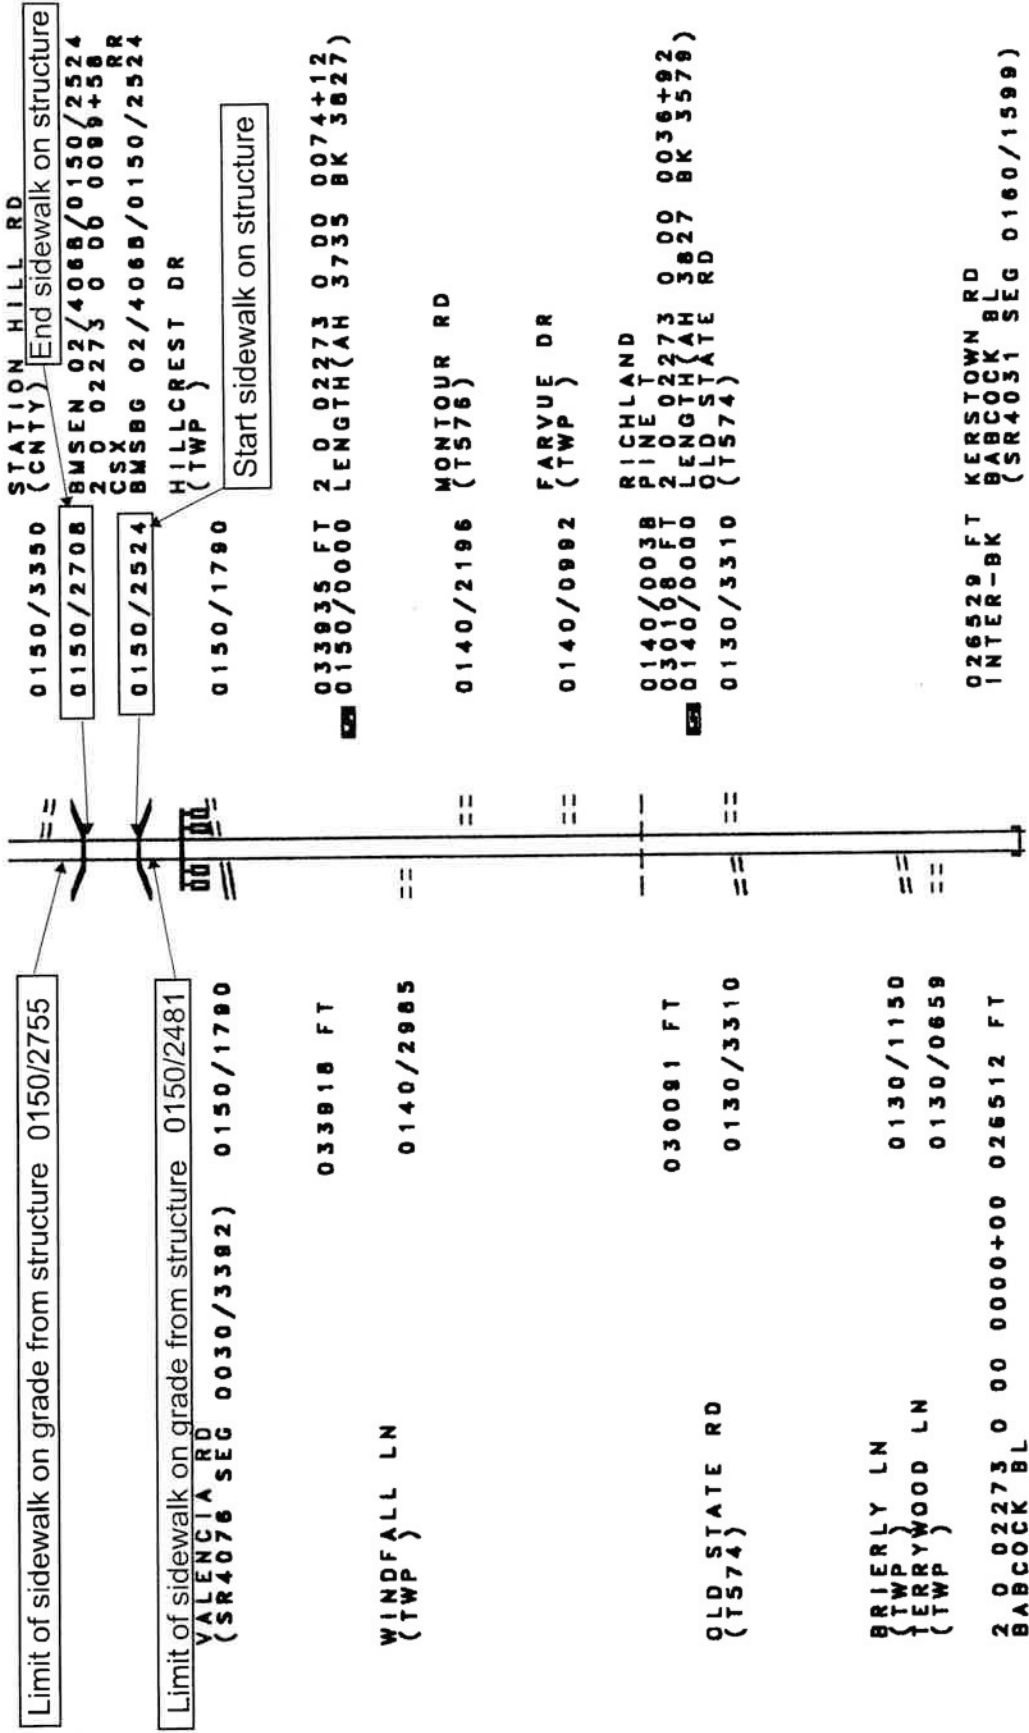 Limit of sidewalk on grade from structure 0150/2755
Limit of sidewalk on grade from structure 0150/2481
VALENCIA RD 0150/1790
(SR4076 SEG 0030/3392)
033918 FT
WINDFALL LN 0140/2985
(TWP )
030091 FT
OLD STATE RD 0130/3310
(T574)
BRIERLY LN 0130/1150
(TWP )
TERRYWOOD LN 0130/0659
(TWP )
2 0 02273 0 00 0000+00 026512 FT
BABCOCK BL
0150/3350 STATION HILL RD
(CNTY)
End sidewalk on structure
0150/2708 BMSEN 02/4068/0150/2524
2 0 02273 0 00 0099+58
CSX RR
0150/2524 BMSBG 02/4068/0150/2524
HILLCREST DR
0150/1790 (TWP )
Start sidewalk on structure
033935 FT 2 0 02273 0 00 0074+12
0150/0000 LENGTH(AH 3735 BK 3827)
MONTOUR RD
0140/2196 (T576)
FARVUE DR
0140/0992 (TWP )
RICHLAND
0140/0038 PINE T
030108 FT 2 0 02273 0 00 0036+92
0140/0000 LENGTH(AH 3827 BK 3579)
OLD STATE RD
0130/3310 (T574)
026529 FT KERSTOWN RD
INTER-BK BABCOCK BL
(SR4031 SEG 0160/1599)